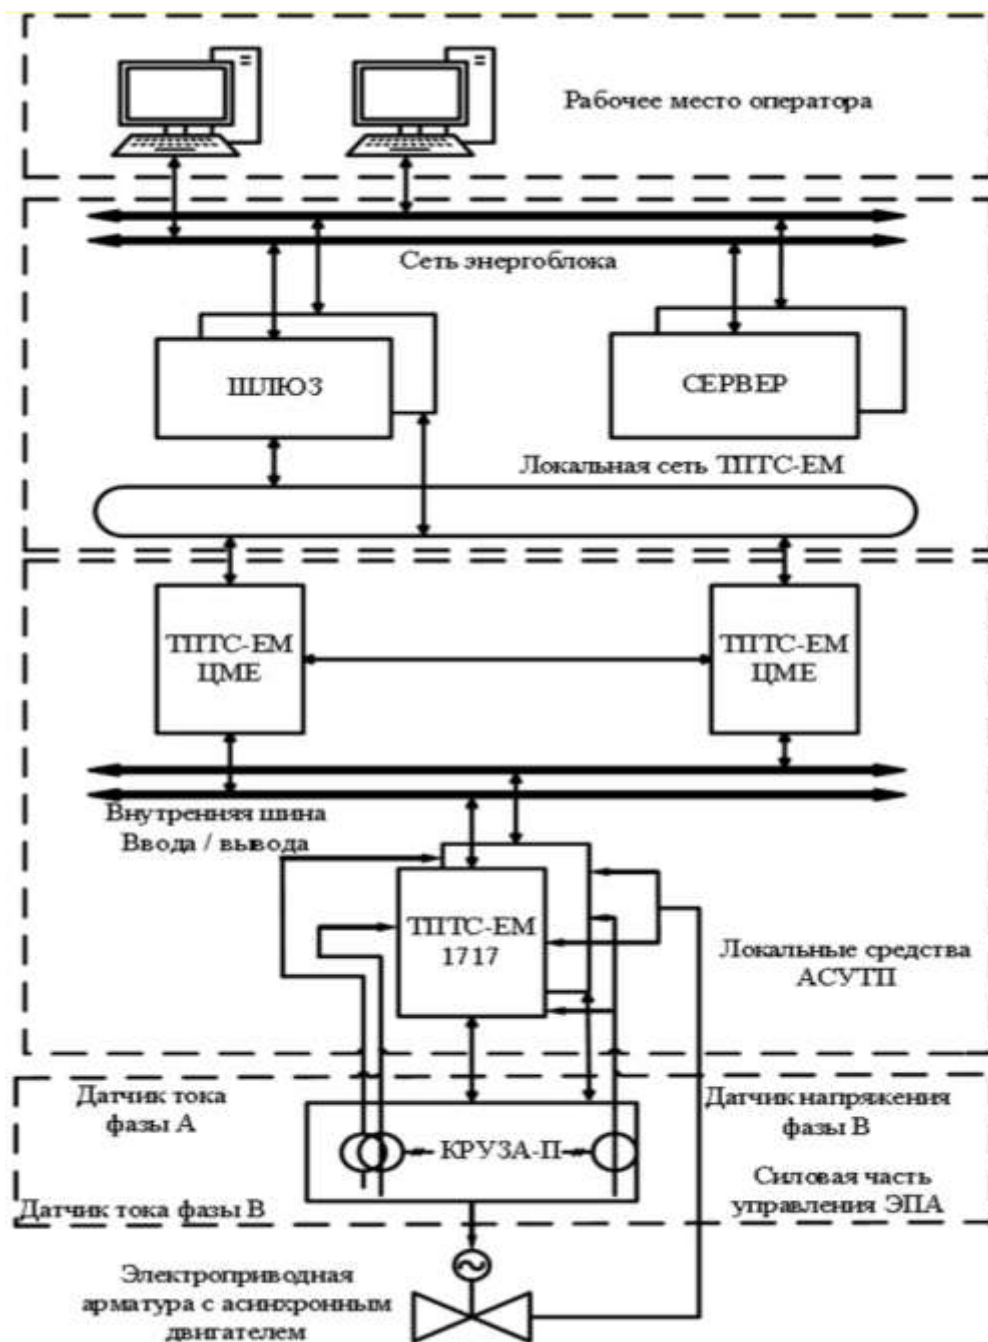 Рабочее место оператора
Сеть энергоблока
ШЛЮЗ
СЕРВЕР
Локальная сеть ТПТС-ЕМ
ТПТС-ЕМ
ЦМЕ
ТПТС-ЕМ
ЦМЕ
Внутренняя шина
Ввода / вывода
ТПТС-ЕМ
1717
Локальные средства
АСУТП
Датчик тока
фазы А
Датчик напряжения
фазы В
КРУЗА-П
Силовая часть
управления ЭПА
Датчик тока фазы В
Электроприводная
арматура с асинхронным
двигателем